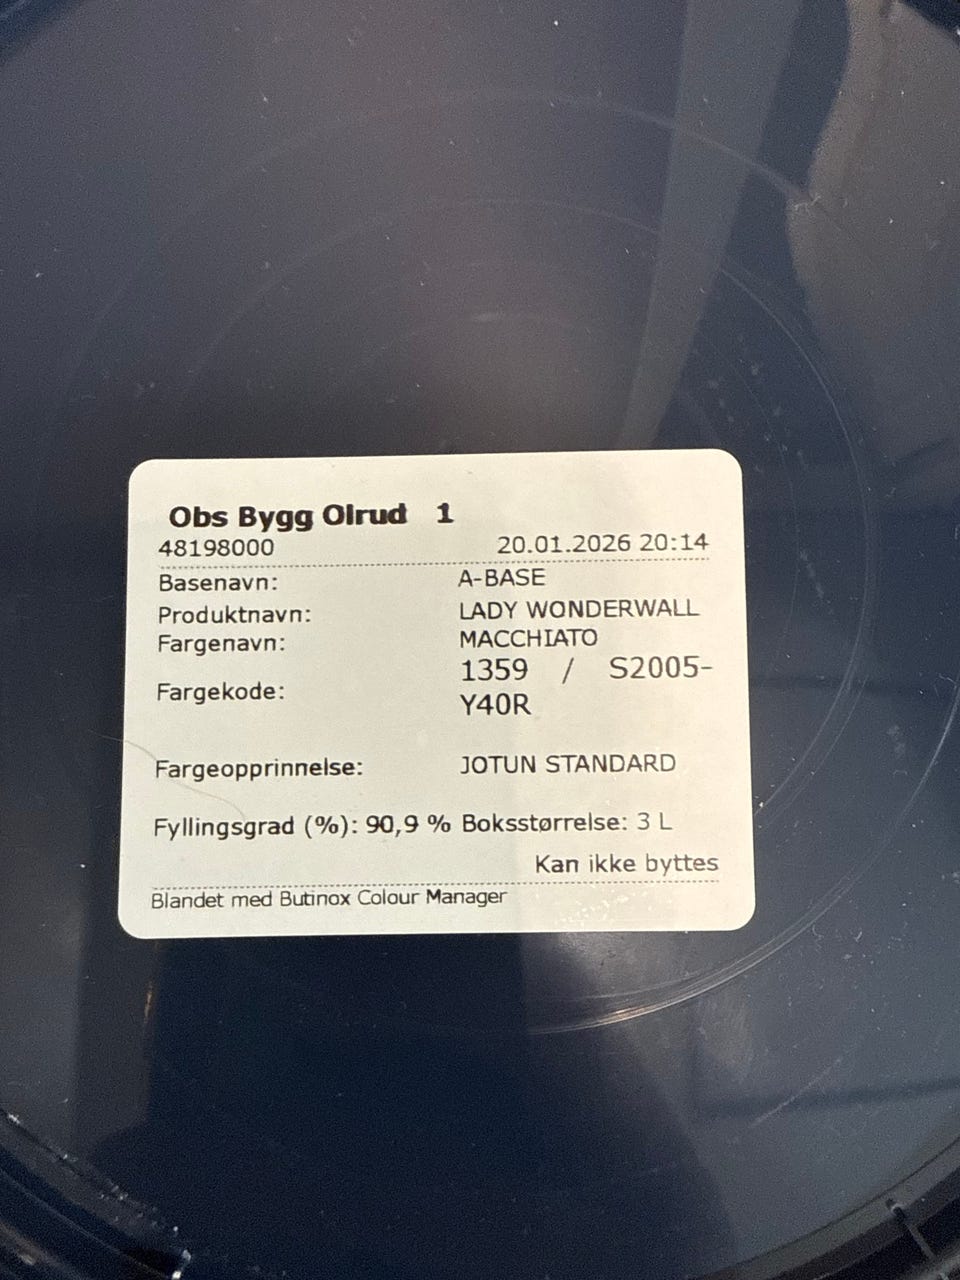 Obs Bygg Olrud 1
48198000 20.01.2026 20:14
Basenavn: A-BASE
Produktnavn: LADY WONDERWALL
Fargenavn: MACCHIATO
Fargekode: 1359 / S2005-
Y40R
Fargeopprinnelse: JOTUN STANDARD
Fyllingsgrad (%): 90,9 % Boksstørrelse: 3 L
Kan ikke byttes
Blandet med Butinox Colour Manager